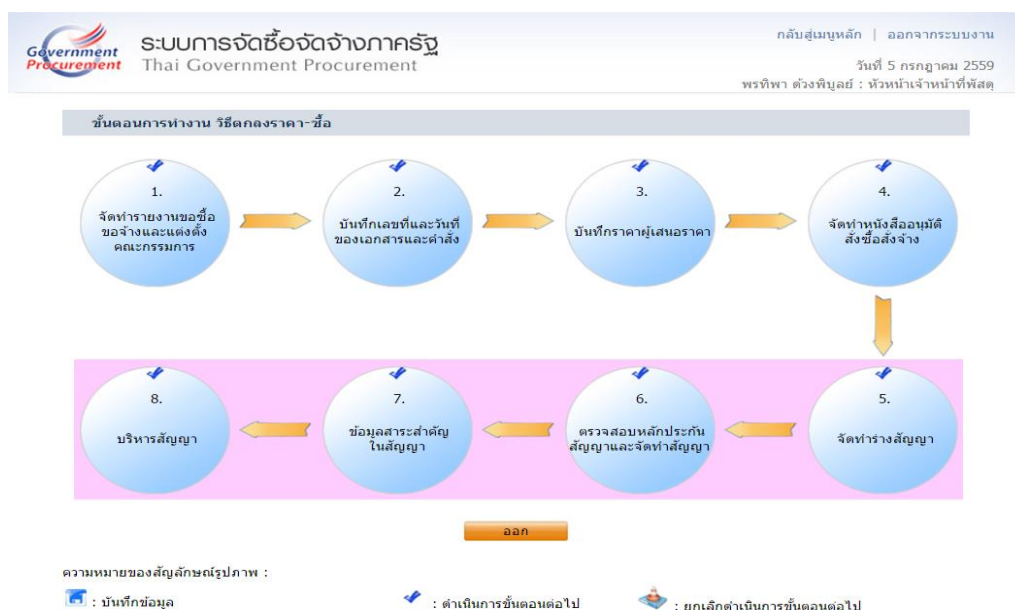 Government
Procurement
ระบบการจัดซื้อจัดจ้างภาครัฐ
Thai Government Procurement
กลับสู่เมนูหลัก | ออกจากระบบงาน
วันที่ 5 กรกฎาคม 2559
พรทิพา ด้วงพิบูลย์ : หัวหน้าเจ้าหน้าที่พัสดุ
ขั้นตอนการทำงาน วิธีตกลงราคา-ซื้อ
1.
จัดทำรายงานขอซื้อ
ขอจ้างและแต่งตั้ง
คณะกรรมการ
2.
บันทึกเลขที่และวันที่
ของเอกสารและคำสั่ง
3.
บันทึกราคาผู้เสนอราคา
4.
จัดทำหนังสืออนุมัติ
สั่งซื้อสั่งจ้าง
8.
บริหารสัญญา
7.
ข้อมูลสาระสำคัญ
ในสัญญา
6.
ตรวจสอบหลักประกัน
สัญญาและจัดทำสัญญา
5.
จัดทำร่างสัญญา
ออก
ความหมายของสัญลักษณ์รูปภาพ :
: บันทึกข้อมูล
: ดำเนินการขั้นตอนต่อไป
: ยกเลิกดำเนินการขั้นตอนต่อไป